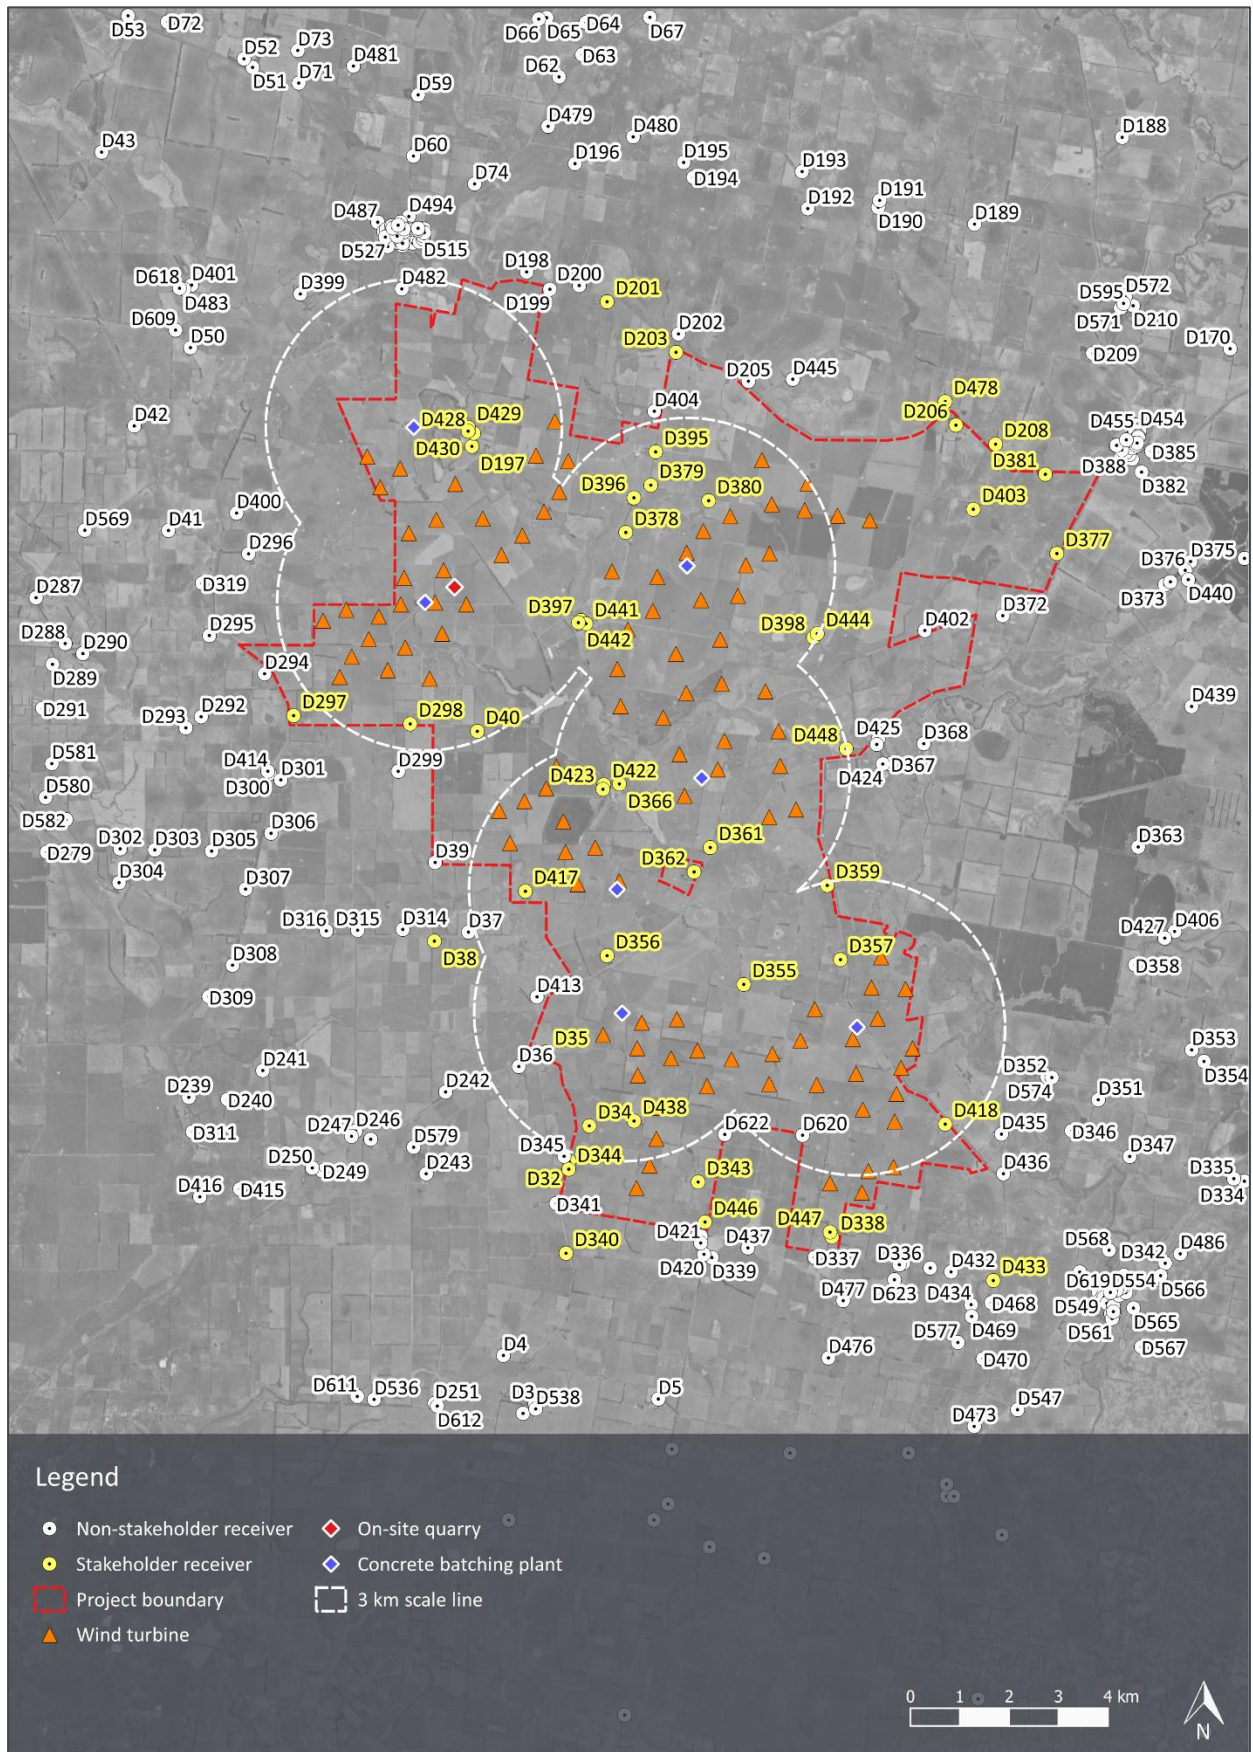 D53
D72
D66
D65
D64
D67
D73
D52
D481
D63
D51
D71
D62
D59
D479
D480
D188
D43
D60
D196
D195
D193
D74
D194
D191
D192
D487
D494
D190
D189
D527
D515
D198
D618
D401
D399
D482
D200
D201
D595
D572
D483
D199
D571
D210
D609
D50
D202
D203
D170
D209
D205
D445
D478
D404
D206
D42
D428
D429
D455
D454
D395
D208
D430
D197
D381
D388
D385
D379
D396
D380
D382
D400
D403
D378
D569
D41
D296
D377
D376
D375
D319
D287
D373
D440
D397
D441
D372
D288
D295
D442
D398
D444
D402
D290
D294
D289
D439
D291
D292
D297
D293
D298
D40
D448
D425
D368
D581
D414
D301
D299
D423
D422
D424
D367
D580
D300
D366
D582
D306
D302
D303
D305
D361
D363
D279
D39
D362
D304
D307
D417
D359
D316
D315
D314
D37
D427
D406
D38
D356
D357
D308
D358
D355
D309
D413
D35
D353
D241
D36
D352
D354
D239
D242
D574
D351
D240
D34
D438
D418
D247
D246
D622
D620
D435
D311
D579
D345
D346
D347
D250
D249
D243
D344
D436
D32
D343
D335
D416
D415
D334
D341
D446
D447
D338
D421
D437
D340
D568
D342
D486
D420
D339
D337
D336
D432
D433
D619
D554
D477
D623
D434
D468
D549
D566
D469
D561
D565
D577
D4
D476
D470
D567
D611
D536
D251
D3
D538
D5
D547
D612
D473
Legend
Non-stakeholder receiver
On-site quarry
Stakeholder receiver
Concrete batching plant
Project boundary
3 km scale line
Wind turbine
0 1 2 3 4 km
N